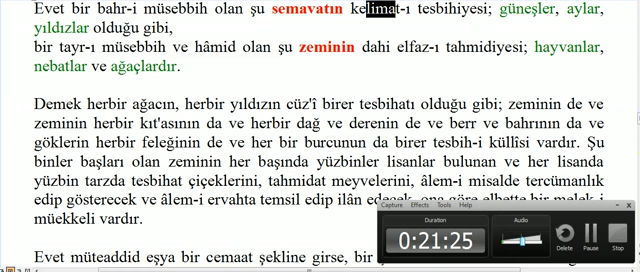 Evet bir bahr-i müsebbih olan şu semavatın kelimat-ı tesbihiyesi; güneşler, aylar,
yıldızlar olduğu gibi,
bir tayr-ı müsebbih ve hâmid olan şu zeminin dahi elfaz-ı tahmidiyesi; hayvanlar,
nebatlar ve ağaçlardır.
Demek herbir ağacın, herbir yıldızın cüz'î birer tesbihatı olduğu gibi; zeminin de ve
zeminin herbir kıt'asının da ve herbir dağ ve derenin de ve berr ve bahrının da ve
göklerin herbir feleğinin de ve her bir burcunun da birer tesbih-i küllîsi vardır. Şu
binler başları olan zeminin her başında yüzbinler lisanlar bulunan ve her lisanda
yüzbin tarzda tesbihat çiçeklerini, tahmidat meyvelerini, âlem-i misalde tercümanlık
edip gösterecek ve âlem-i ervahta temsil edip ilân edecek, ona göre elbette bir melek-i
müekkeli vardır.
Capture Effects Tools Help
Duration
Audio
0:21:25
Delete Pause Stop
Evet müteaddid eşya bir cemaat şekline girse, bir